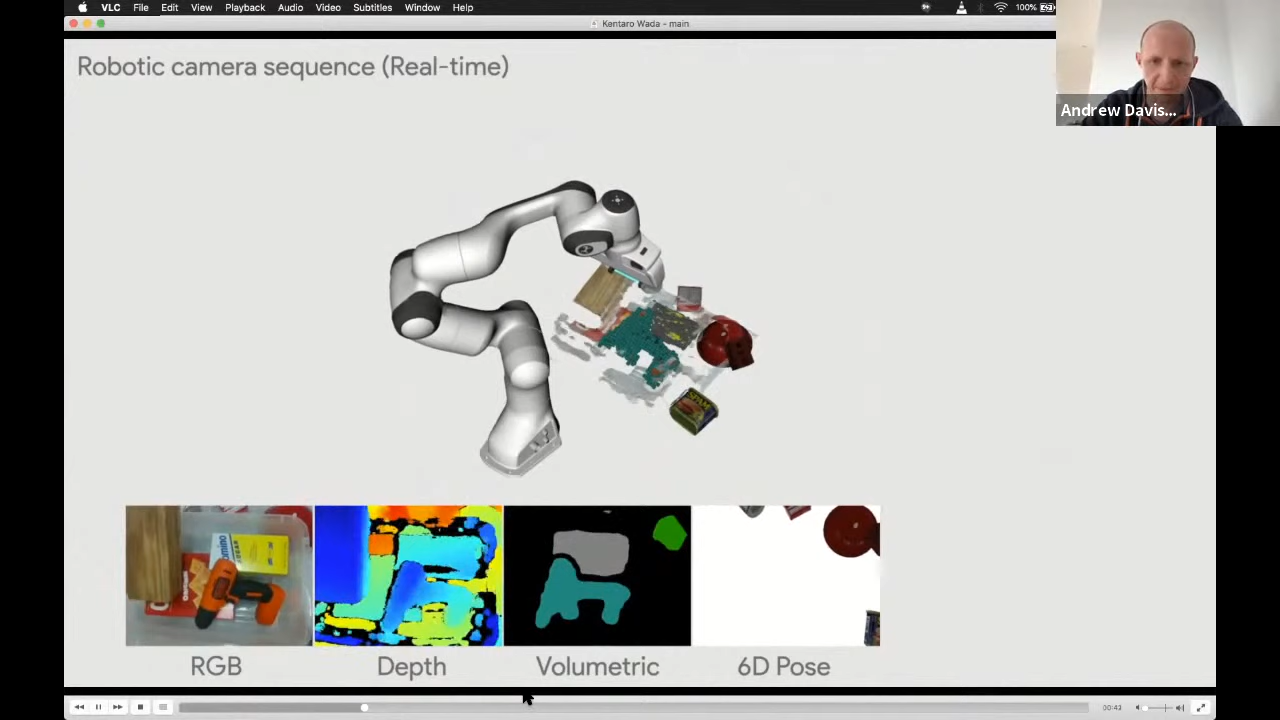 VLC File Edit View Playback Audio Video Subtitles Window Help
100%
Kentaro Wada - main
Andrew Davis...
Robotic camera sequence (Real-time)
SPAM
RGB
Depth
Volumetric
6D Pose
00:43